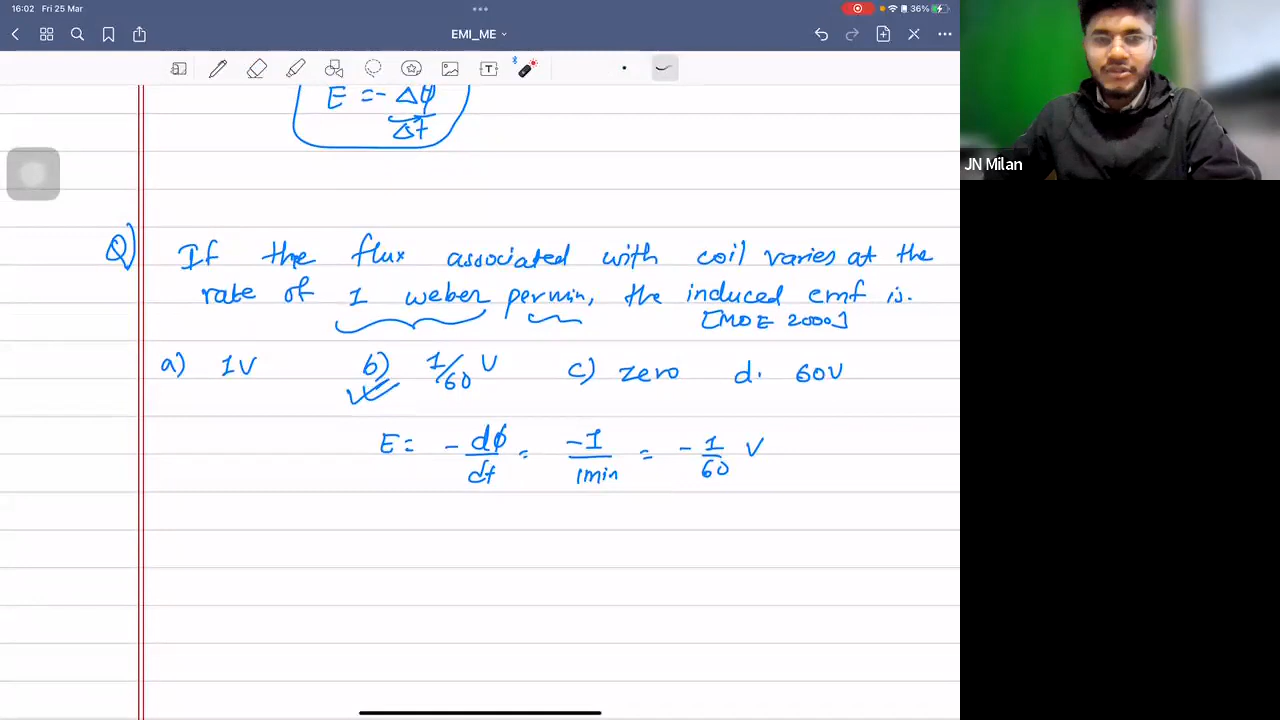 16:02 Fri 25 Mar
36%
EMI_ME
JN Milan
E = - Δϕ
Δt
Q) If the flux associated with coil varies at the
rate of 1 weber per min, the induced emf is.
[MOE 2000]
a) 1V b) 1/60 V c) zero d. 60V
E = - dϕ/dt = -1/1min = - 1/60 V